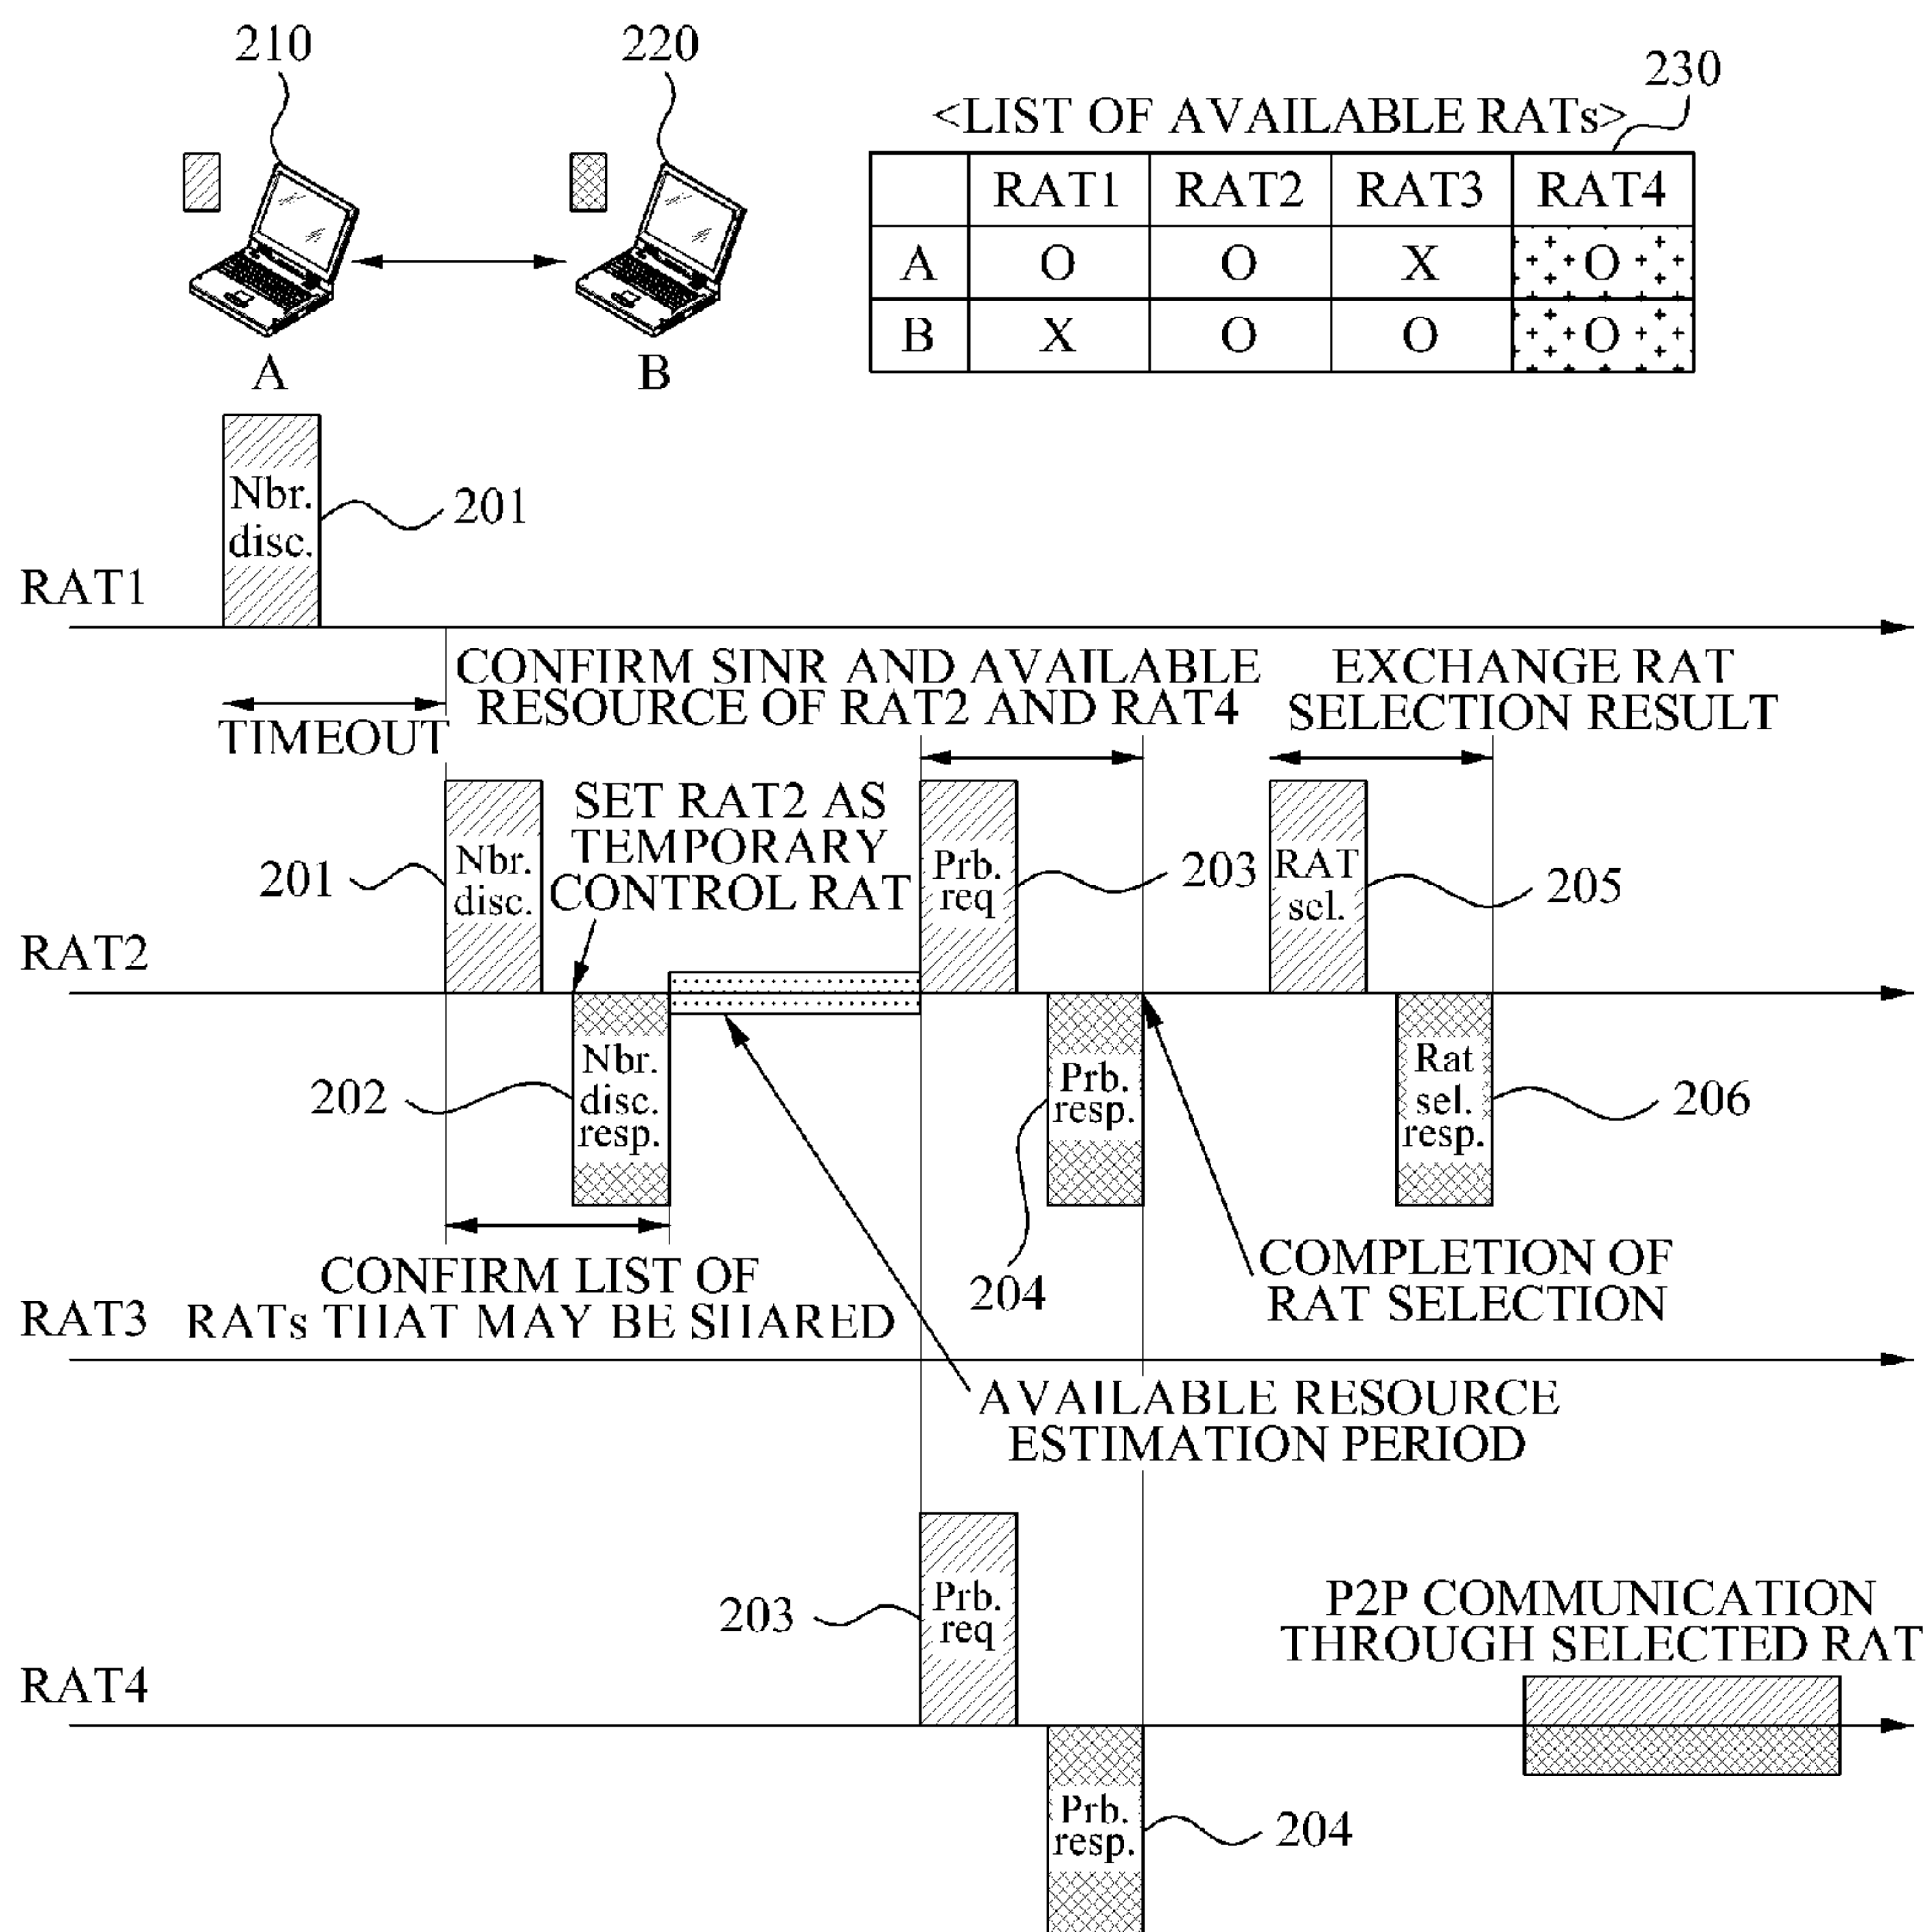 210
220
230
<LIST OF AVAILABLE RATs>
RAT1 RAT2 RAT3 RAT4
A O O X O
B X O O O
A
B
Nbr.
disc.
201
RAT1
CONFIRM SINR AND AVAILABLE
RESOURCE OF RAT2 AND RAT4
EXCHANGE RAT
SELECTION RESULT
TIMEOUT
SET RAT2 AS
TEMPORARY
CONTROL RAT
201
Nbr.
disc.
Prb.
req
203
RAT
sel.
205
RAT2
202
Nbr.
disc.
resp.
Prb.
resp.
204
Rat
sel.
resp.
206
CONFIRM LIST OF
RATs THAT MAY BE SHARED
COMPLETION OF
RAT SELECTION
RAT3
AVAILABLE RESOURCE
ESTIMATION PERIOD
203
Prb.
req
P2P COMMUNICATION
THROUGH SELECTED RAT
RAT4
Prb.
resp.
204